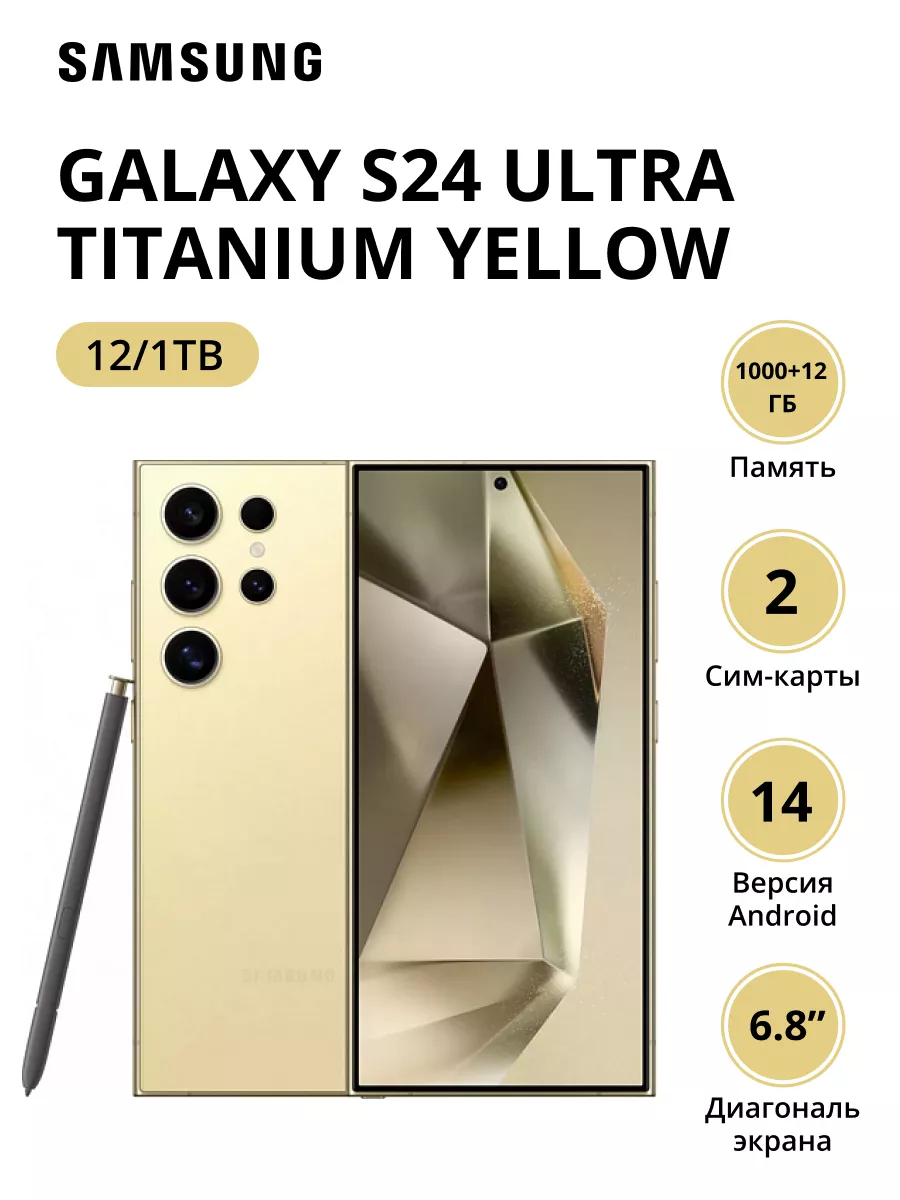 SAMSUNG
GALAXY S24 ULTRA
TITANIUM YELLOW
12/1TB
1000+12
ГБ
Память
2
Сим-карты
14
Версия
Android
6.8”
Диагональ
экрана
SAMSUNG